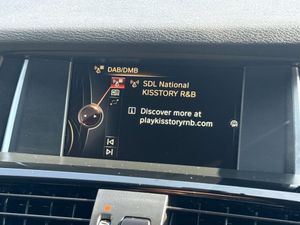 DAB/DMB
SDL National
KISSTORY R&B
Discover more at
playkisstoryrnb.com